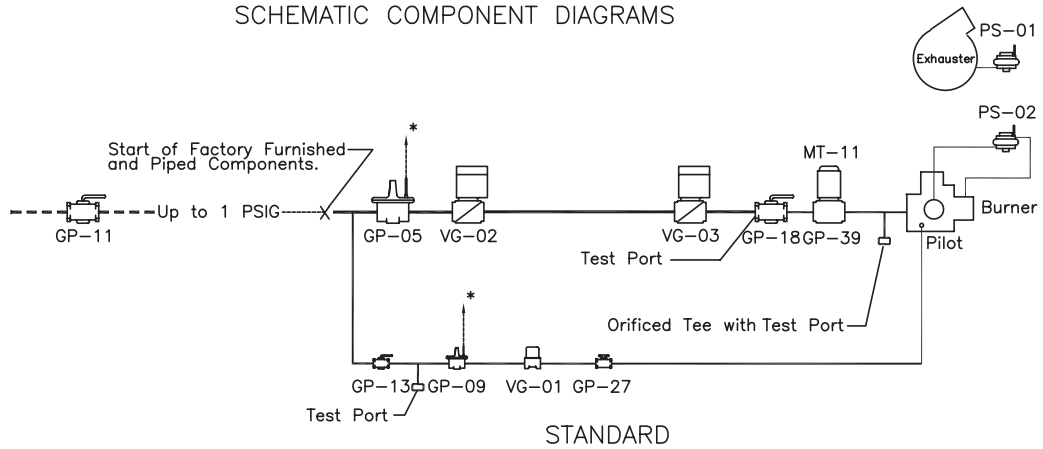 SCHEMATIC COMPONENT DIAGRAMS
PS-01
Exhauster
PS-02
*
Start of Factory Furnished
and Piped Components.
MT-11
Up to 1 PSIG
Burner
GP-11
GP-05
VG-02
VG-03
GP-18
GP-39
Pilot
Test Port
*
Orificed Tee with Test Port
GP-13
GP-09
VG-01
GP-27
Test Port
STANDARD